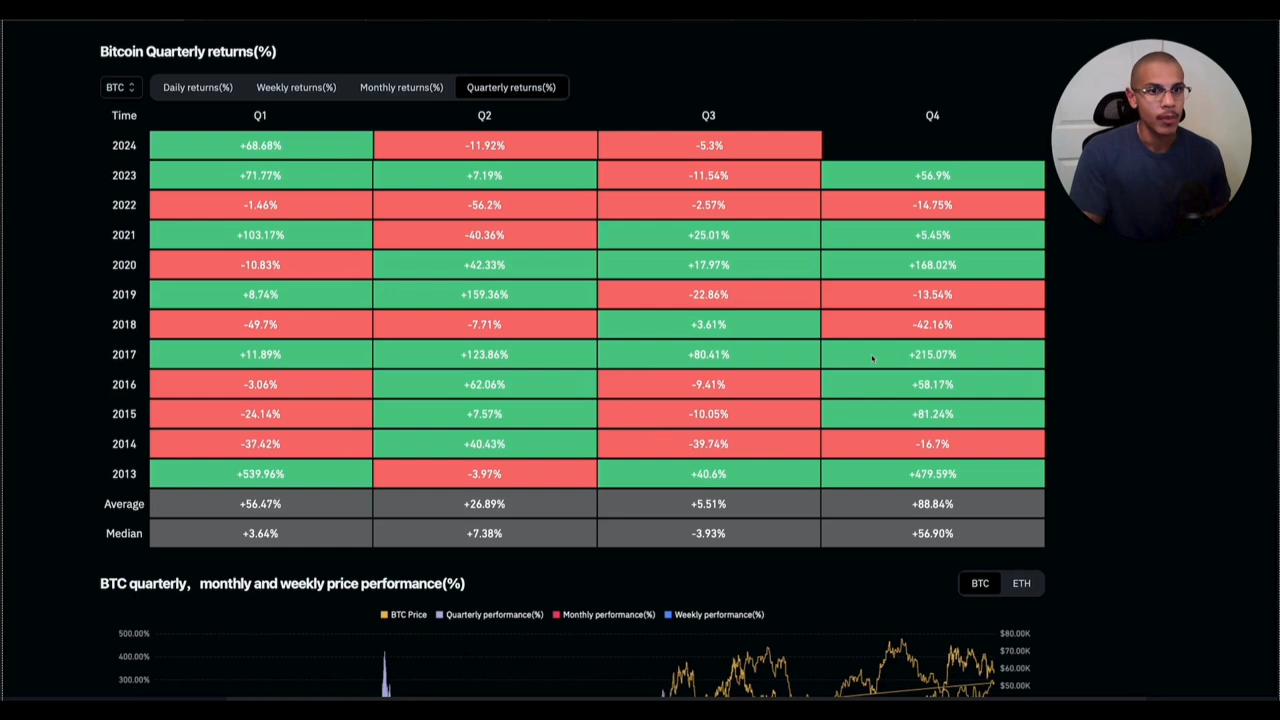 Bitcoin Quarterly returns(%)
BTC Daily returns(%) Weekly returns(%) Monthly returns(%) Quarterly returns(%)
Time Q1 Q2 Q3 Q4
2024 +68.68% -11.92% -5.3%
2023 +71.77% +7.19% -11.54% +56.9%
2022 -1.46% -56.2% -2.57% -14.75%
2021 +103.17% -40.36% +25.01% +5.45%
2020 -10.83% +42.33% +17.97% +168.02%
2019 +8.74% +159.36% -22.86% -13.54%
2018 -49.7% -7.71% +3.61% -42.16%
2017 +11.89% +123.86% +80.41% +215.07%
2016 -3.06% +62.06% -9.41% +58.17%
2015 -24.14% +7.57% -10.05% +81.24%
2014 -37.42% +40.43% -39.74% -16.7%
2013 +539.96% -3.97% +40.6% +479.59%
Average +56.47% +26.89% +5.51% +88.84%
Median +3.64% +7.38% -3.93% +56.90%
BTC quarterly，monthly and weekly price performance(%) BTC ETH
BTC Price Quarterly performance(%) Monthly performance(%) Weekly performance(%)
500.00% $80.00K
400.00% $70.00K
$60.00K
300.00% $50.00K